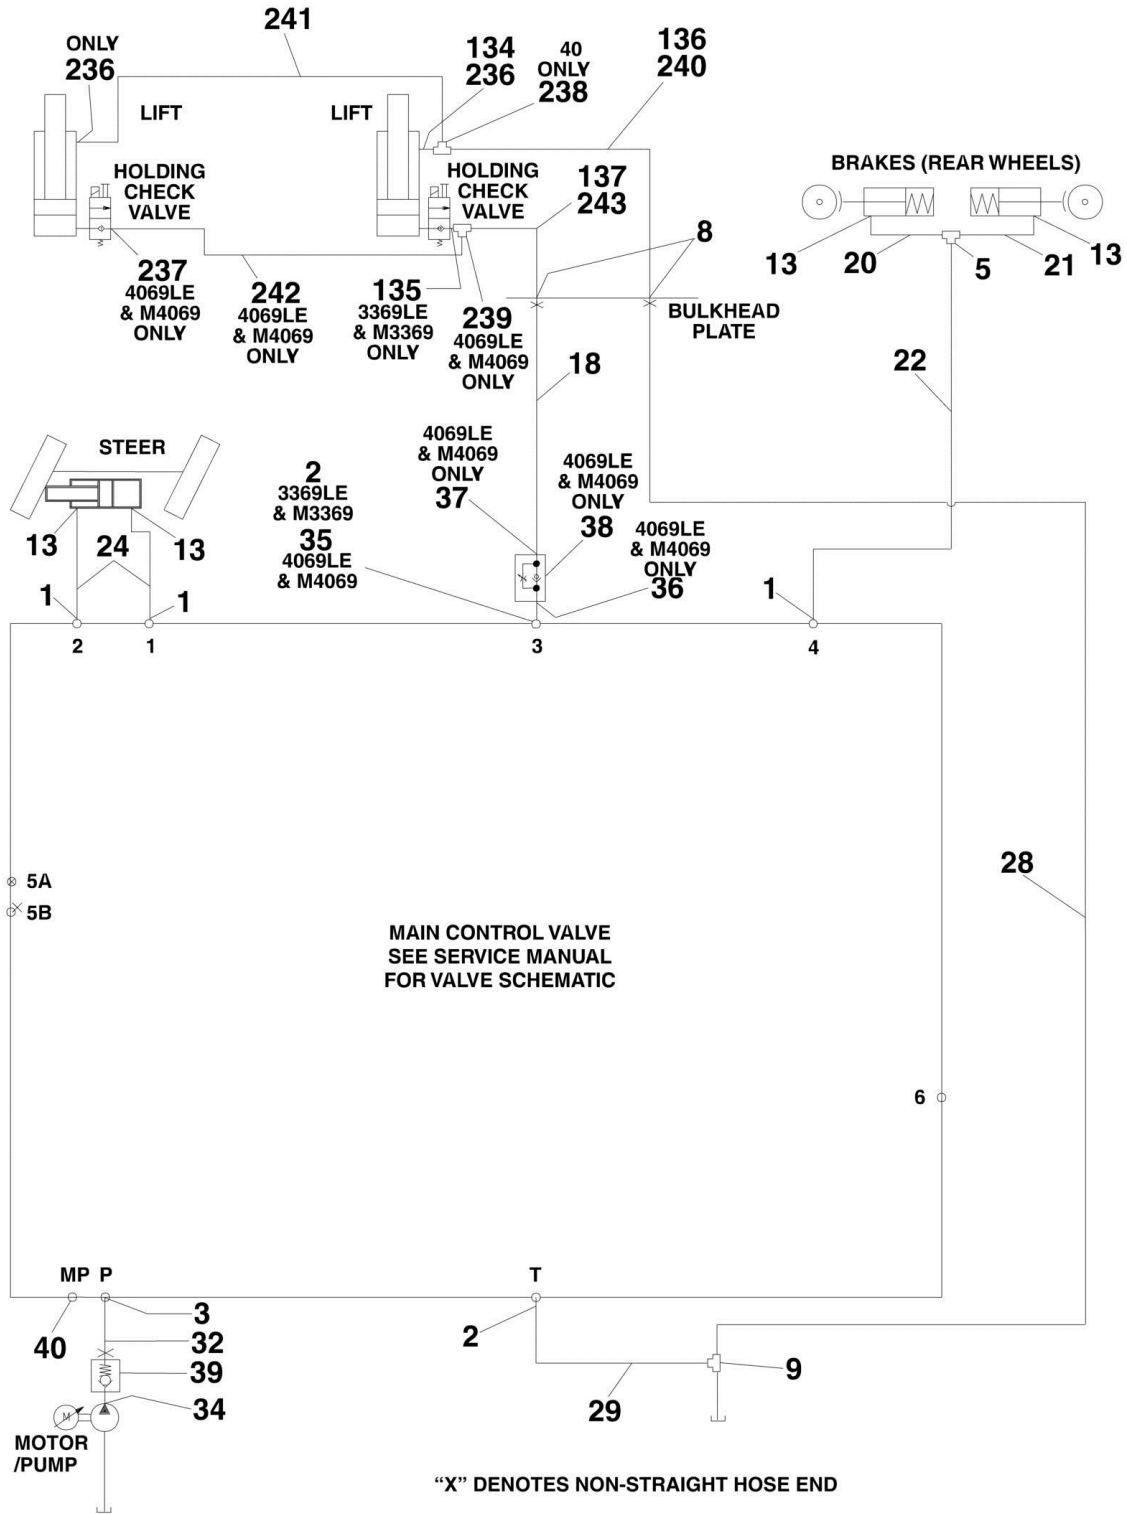 241
ONLY
236
134
236
40
ONLY
238
136
240
LIFT
LIFT
BRAKES (REAR WHEELS)
HOLDING
CHECK
VALVE
HOLDING
CHECK
VALVE
137
243
8
13
20
5
21
13
237
4069LE
& M4069
ONLY
242
4069LE
& M4069
ONLY
135
3369LE
& M3369
ONLY
239
4069LE
& M4069
ONLY
BULKHEAD
PLATE
18
22
STEER
4069LE
& M4069
ONLY
37
2
3369LE
& M3369
35
4069LE
& M4069
4069LE
& M4069
ONLY
38
4069LE
& M4069
ONLY
36
13
24
13
1
1
1
2
1
3
4
5A
5B
28
MAIN CONTROL VALVE
SEE SERVICE MANUAL
FOR VALVE SCHEMATIC
6
MP P
T
3
40
32
2
39
9
34
29
M
MOTOR
/PUMP
“X” DENOTES NON-STRAIGHT HOSE END